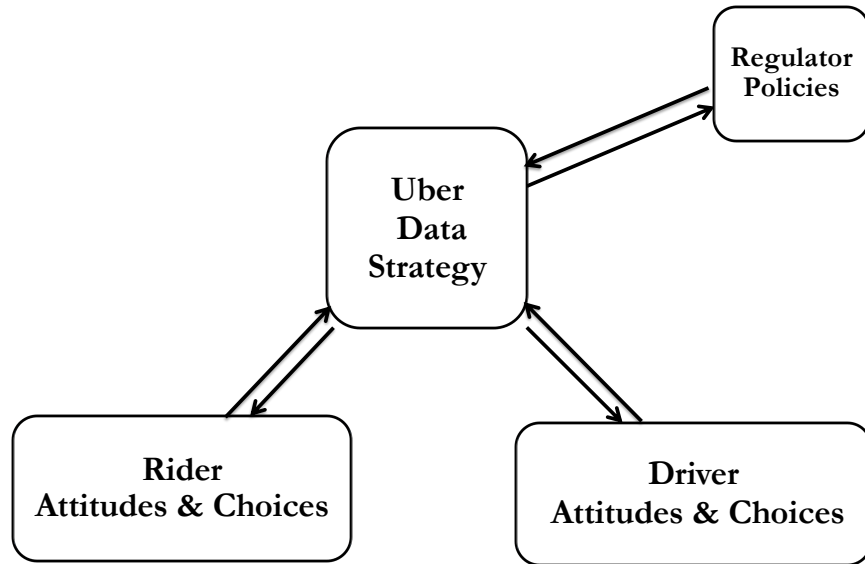 Regulator
Policies
Uber
Data
Strategy
Rider
Attitudes & Choices
Driver
Attitudes & Choices